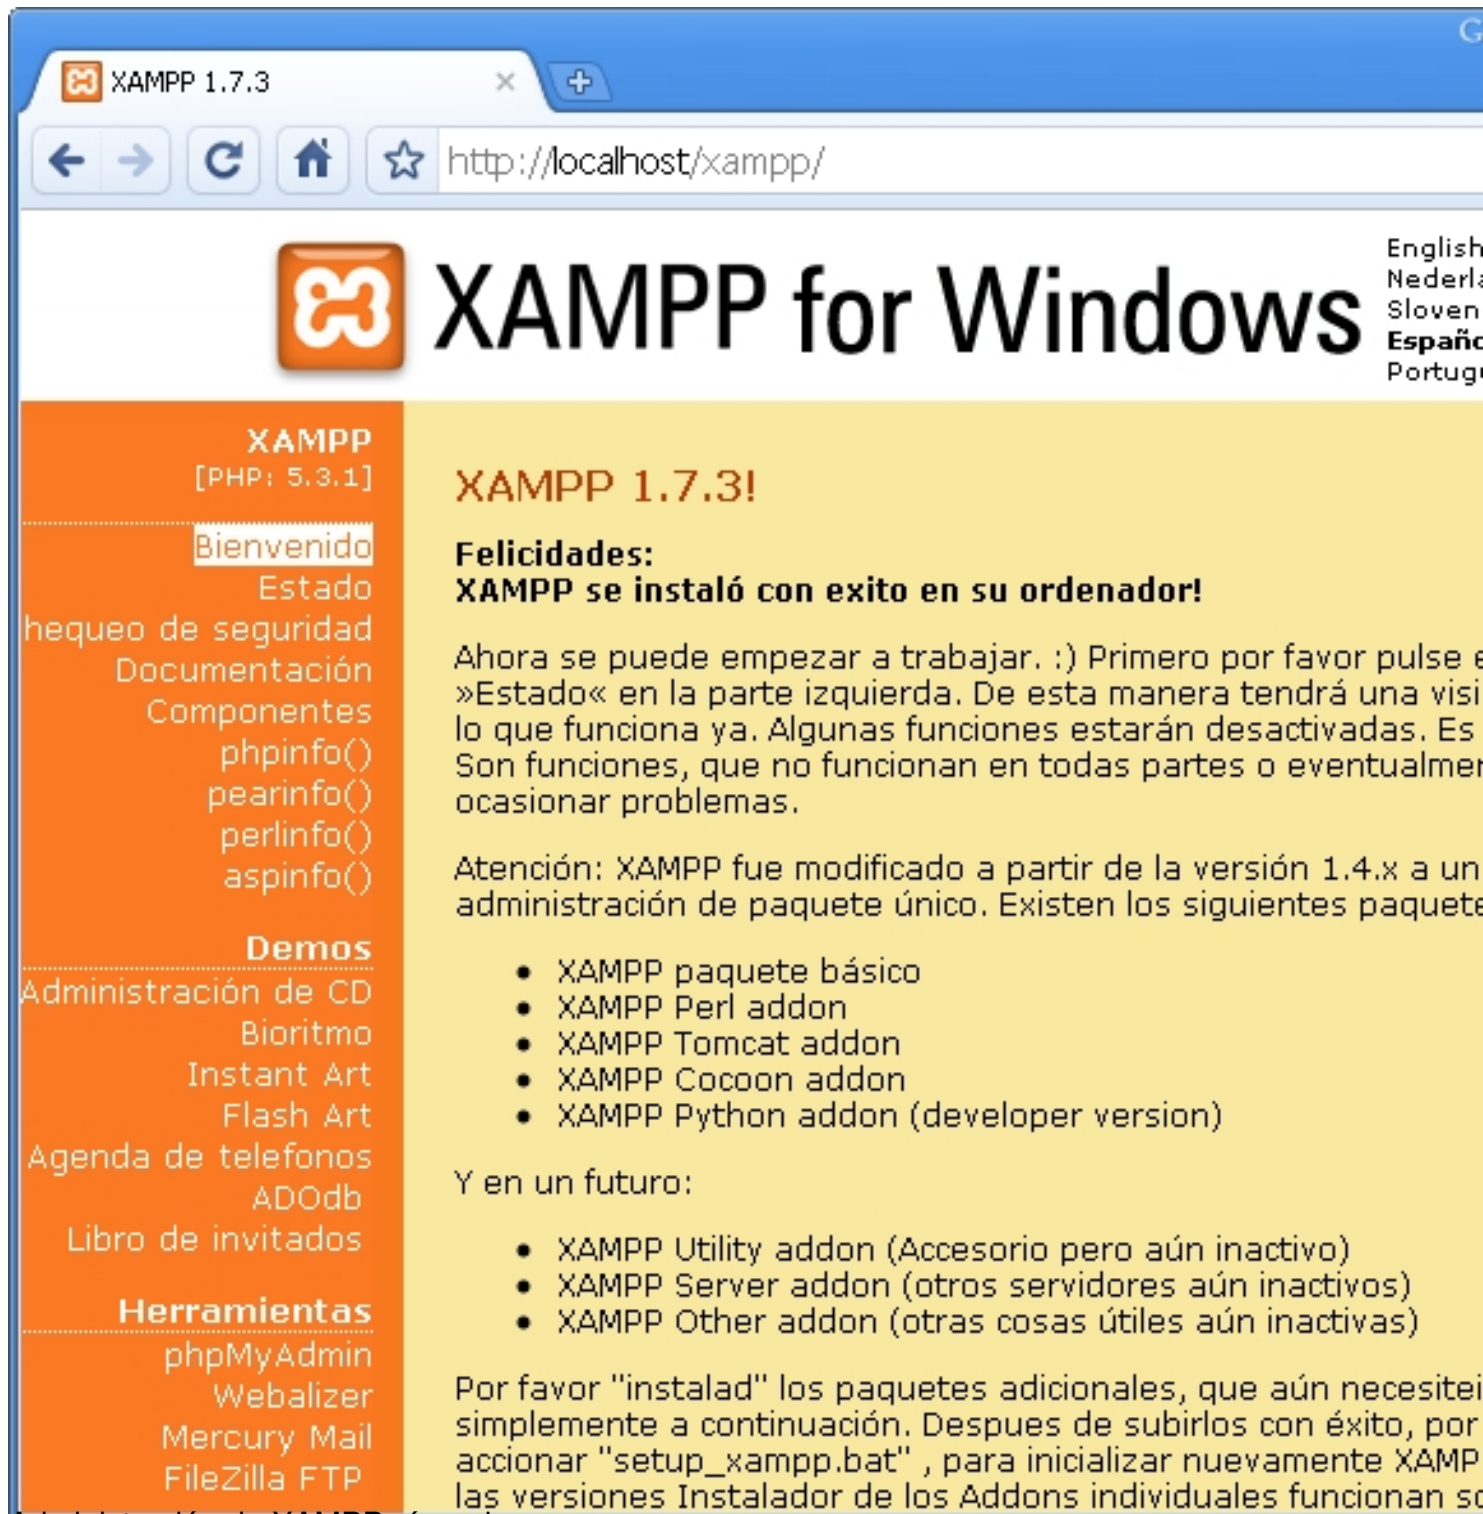 XAMPP 1.7.3
http://localhost/xampp/
XAMPP for Windows
English
Sloven
XAMPP
[PHP: 5.3.1]
Bienvenido
Estado
hequeo de seguridad
Documentación
Componentes
phpinfo()
pearinfo()
perlinfo()
aspinfo()
Demos
Administración de CD
Bioritmo
Instant Art
Flash Art
Agenda de telefonos
ADOdb
Libro de invitados
Herramientas
phpMyAdmin
Webalizer
Mercury Mail
FileZilla FTP
XAMPP 1.7.3!
Felicidades:
XAMPP se instaló con exito en su ordenador!
Ahora se puede empezar a trabajar. :) Primero por favor pulse
»Estado« en la parte izquierda. De esta manera tendrá una visi
lo que funciona ya. Algunas funciones estarán desactivadas. Es
Son funciones, que no funcionan en todas partes o eventualmen
ocasionar problemas.
Atención: XAMPP fue modificado a partir de la versión 1.4.x a un
administración de paquete único. Existen los siguientes paquete
• XAMPP paquete básico
• XAMPP Perl addon
• XAMPP Tomcat addon
• XAMPP Cocoon addon
• XAMPP Python addon (developer version)
Y en un futuro:
• XAMPP Utility addon (Accesorio pero aún inactivo)
• XAMPP Server addon (otros servidores aún inactivos)
• XAMPP Other addon (otras cosas útiles aún inactivas)
Por favor "instalad" los paquetes adicionales, que aún necesitei
simplemente a continuación. Despues de subirlos con éxito, por
accionar "setup_xampp.bat" , para inicializar nuevamente XAMP
las versiones Instalador de los Addons individuales funcionan so